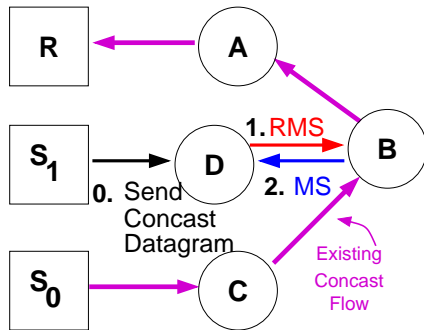 R
A
S1
D
1. RMS
B
2. MS
0. Send
Concast
Datagram
S0
C
Existing
Concast
Flow